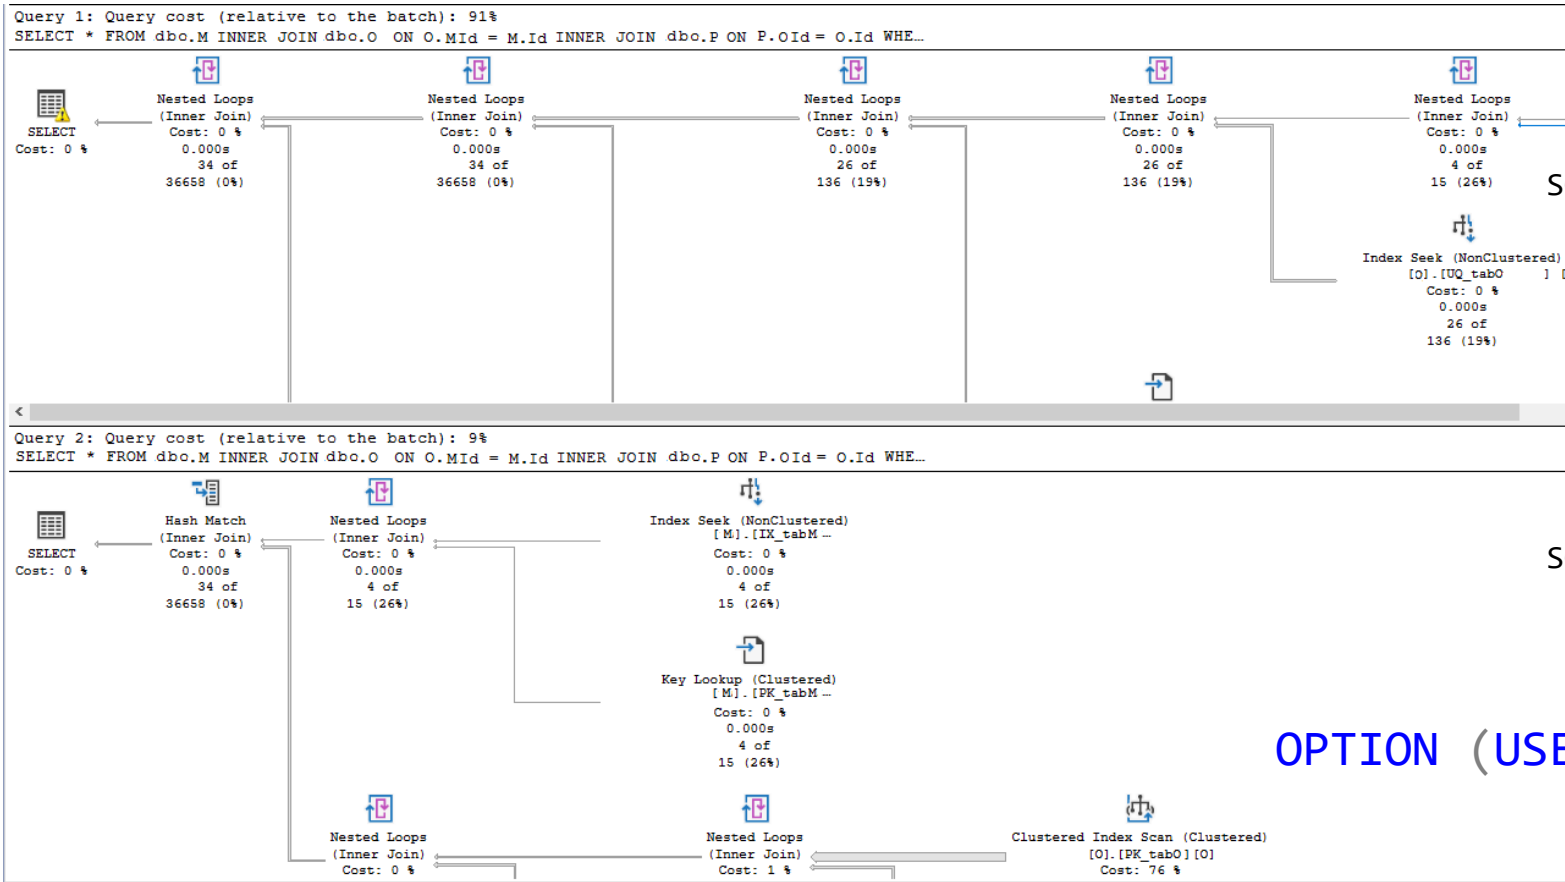 Query 1: Query cost (relative to the batch): 91%
SELECT * FROM dbo.M INNER JOIN dbo.O ON O.MId = M.Id INNER JOIN dbo.P ON P.OId = O.Id WHE…
SELECT
Cost: 0 %
Nested Loops
(Inner Join)
Cost: 0 %
0.000s
34 of
36658 (0%)
Nested Loops
(Inner Join)
Cost: 0 %
0.000s
34 of
36658 (0%)
Nested Loops
(Inner Join)
Cost: 0 %
0.000s
26 of
136 (19%)
Nested Loops
(Inner Join)
Cost: 0 %
0.000s
26 of
136 (19%)
Nested Loops
(Inner Join)
Cost: 0 %
0.000s
4 of
15 (26%)
S
Index Seek (NonClustered)
[O].[UQ_tabO ] [
Cost: 0 %
0.000s
26 of
136 (19%)
Query 2: Query cost (relative to the batch): 9%
SELECT * FROM dbo.M INNER JOIN dbo.O ON O.MId = M.Id INNER JOIN dbo.P ON P.OId = O.Id WHE…
SELECT
Cost: 0 %
Hash Match
(Inner Join)
Cost: 0 %
0.000s
34 of
36658 (0%)
Nested Loops
(Inner Join)
Cost: 0 %
0.000s
4 of
15 (26%)
Index Seek (NonClustered)
[M].[IX_tabM …
Cost: 0 %
0.000s
4 of
15 (26%)
S
Key Lookup (Clustered)
[M].[PK_tabM …
Cost: 0 %
0.000s
4 of
15 (26%)
OPTION (USE
Nested Loops
(Inner Join)
Cost: 0 %
Nested Loops
(Inner Join)
Cost: 1 %
Clustered Index Scan (Clustered)
[O].[PK_tabO] [O]
Cost: 76 %